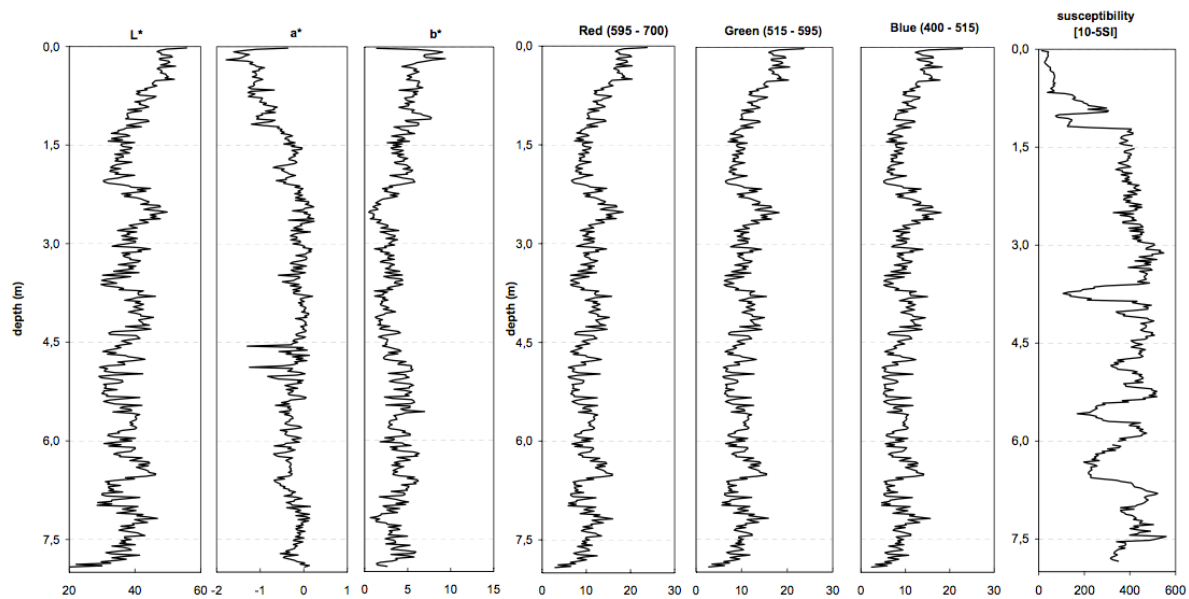 L*
a*
b*
Red (595 - 700)
Green (515 - 595)
Blue (400 - 515)
susceptibility
[10-5SI]
0,0
1,5
3,0
4,5
6,0
7,5
depth (m)
20 40 60
-2 -1 0 1
0 5 10 15
0,0
1,5
3,0
4,5
6,0
7,5
depth (m)
0 10 20 30
0 10 20 30
0 10 20 30
0,0
1,5
3,0
4,5
6,0
7,5
0 200 400 600